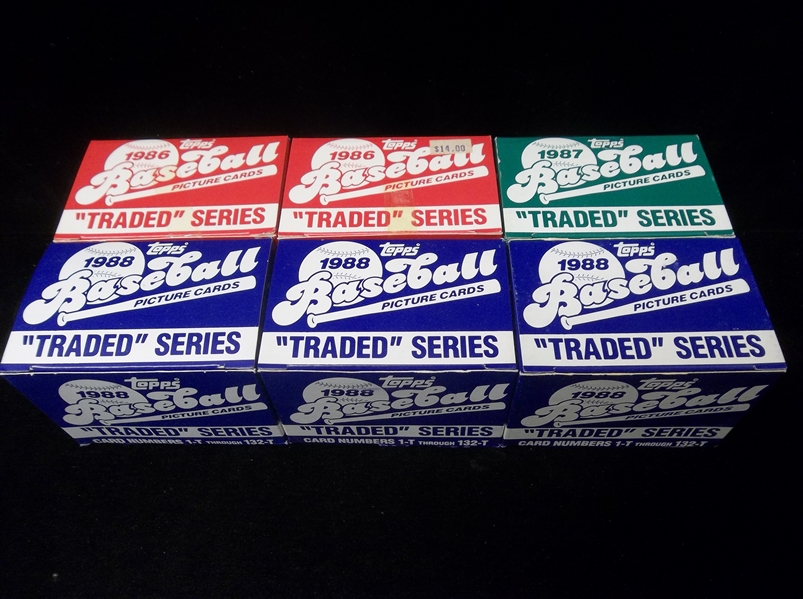 Topps
1986
Baseball
PICTURE CARDS
"TRADED" SERIES
Topps
1986
Baseball
$14.00
PICTURE CARDS
"TRADED" SERIES
Topps
1987
Baseball
PICTURE CARDS
"TRADED" SERIES
Topps
1988
Baseball
PICTURE CARDS
"TRADED" SERIES
Topps
1988
Baseball
PICTURE CARDS
"TRADED" SERIES
Topps
1988
Baseball
PICTURE CARDS
"TRADED" SERIES
Topps
1988
Baseball
PICTURE CARDS
"TRADED" SERIES
CARD NUMBERS 1-T THROUGH 132-T
Topps
1988
Baseball
PICTURE CARDS
"TRADED" SERIES
CARD NUMBERS 1-T THROUGH 132-T
Topps
1988
Baseball
PICTURE CARDS
"TRADED" SERIES
CARD NUMBERS 1-T THROUGH 132-T